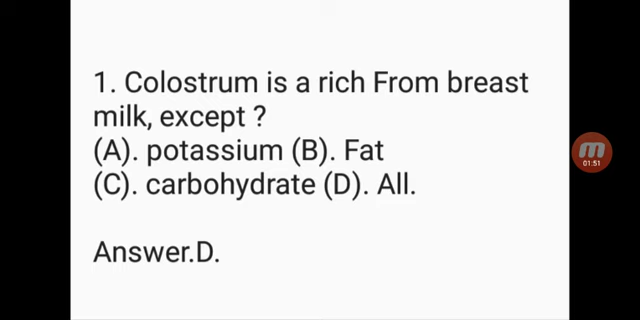 1. Colostrum is a rich From breast
milk, except ?
(A). potassium (B). Fat
(C). carbohydrate (D). All.
Answer.D.
01:51